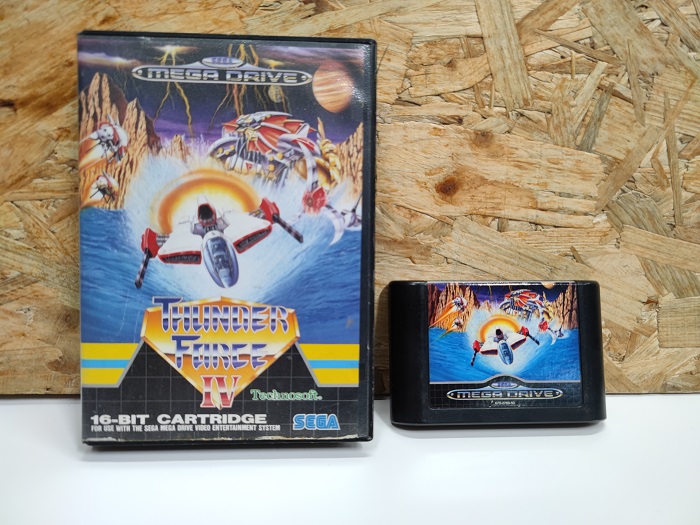 SEGA
MEGA DRIVE
THUNDER
FORCE
IV
Technosoft.
16-BIT CARTRIDGE
FOR USE WITH THE SEGA MEGA DRIVE VIDEO ENTERTAINMENT SYSTEM
SEGA
MEGA DRIVE